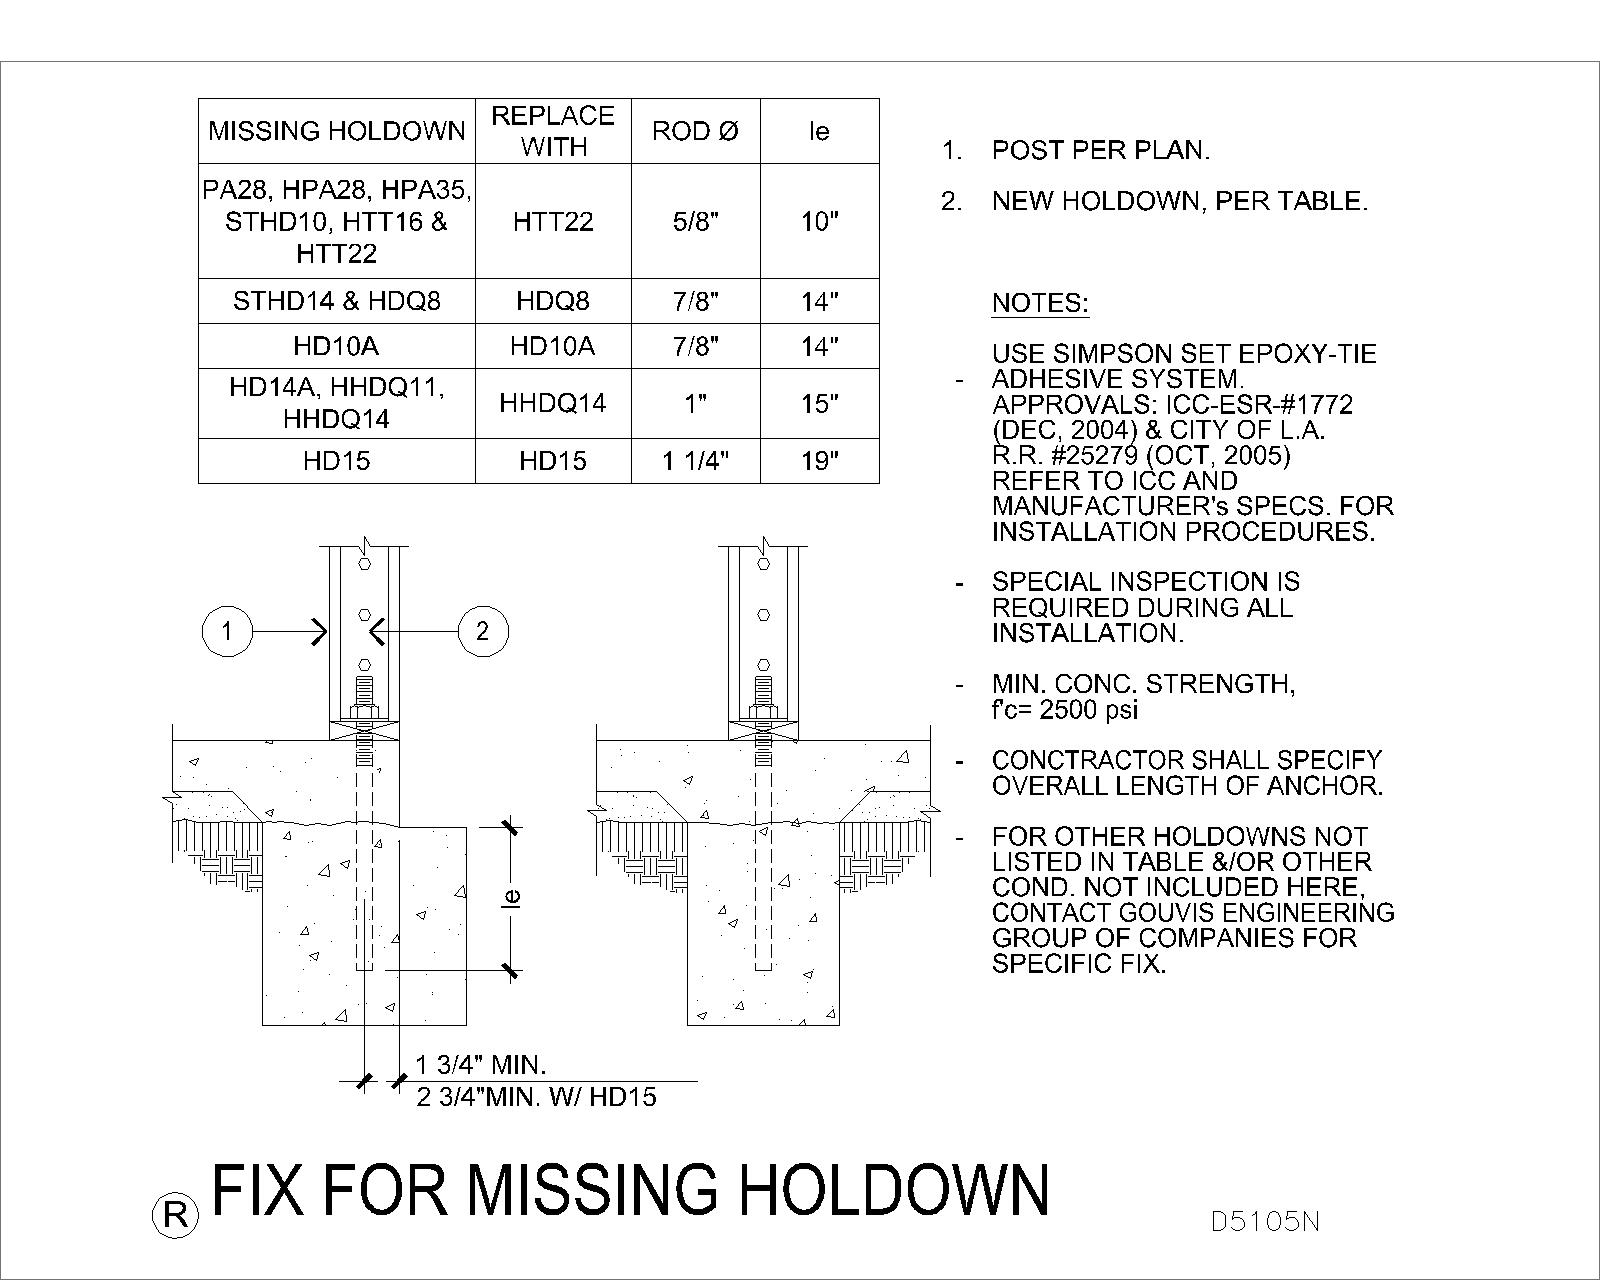 MISSING HOLDOWN
REPLACE
WITH
ROD Ø
le
PA28, HPA28, HPA35,
STHD10, HTT16 &
HTT22
HTT22
5/8"
10"
STHD14 & HDQ8
HDQ8
7/8"
14"
HD10A
HD10A
7/8"
14"
HD14A, HHDQ11,
HHDQ14
HHDQ14
1"
15"
HD15
HD15
1 1/4"
19"
1. POST PER PLAN.
2. NEW HOLDOWN, PER TABLE.
NOTES:
USE SIMPSON SET EPOXY-TIE
- ADHESIVE SYSTEM.
APPROVALS: ICC-ESR-#1772
(DEC, 2004) & CITY OF L.A.
R.R. #25279 (OCT, 2005)
REFER TO ICC AND
MANUFACTURER's SPECS. FOR
INSTALLATION PROCEDURES.
- SPECIAL INSPECTION IS
REQUIRED DURING ALL
INSTALLATION.
- MIN. CONC. STRENGTH,
f'c= 2500 psi
- CONCTRACTOR SHALL SPECIFY
OVERALL LENGTH OF ANCHOR.
- FOR OTHER HOLDOWNS NOT
LISTED IN TABLE &/OR OTHER
COND. NOT INCLUDED HERE,
CONTACT GOUVIS ENGINEERING
GROUP OF COMPANIES FOR
SPECIFIC FIX.
1
2
le
1 3/4" MIN.
2 3/4"MIN. W/ HD15
R FIX FOR MISSING HOLDOWN
D5105N